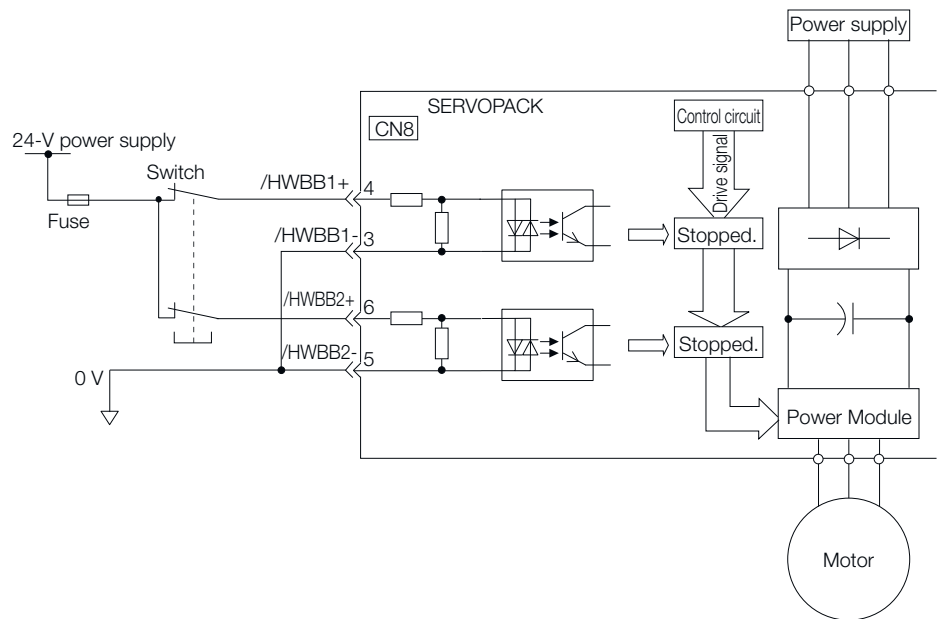 Power supply
SERVOPACK
CN8
Control circuit
24-V power supply
Switch
Fuse
/HWBB1+
4
Drive signal
/HWBB1-
3
Stopped.
/HWBB2+
6
/HWBB2-
5
Stopped.
0 V
Power Module
Motor